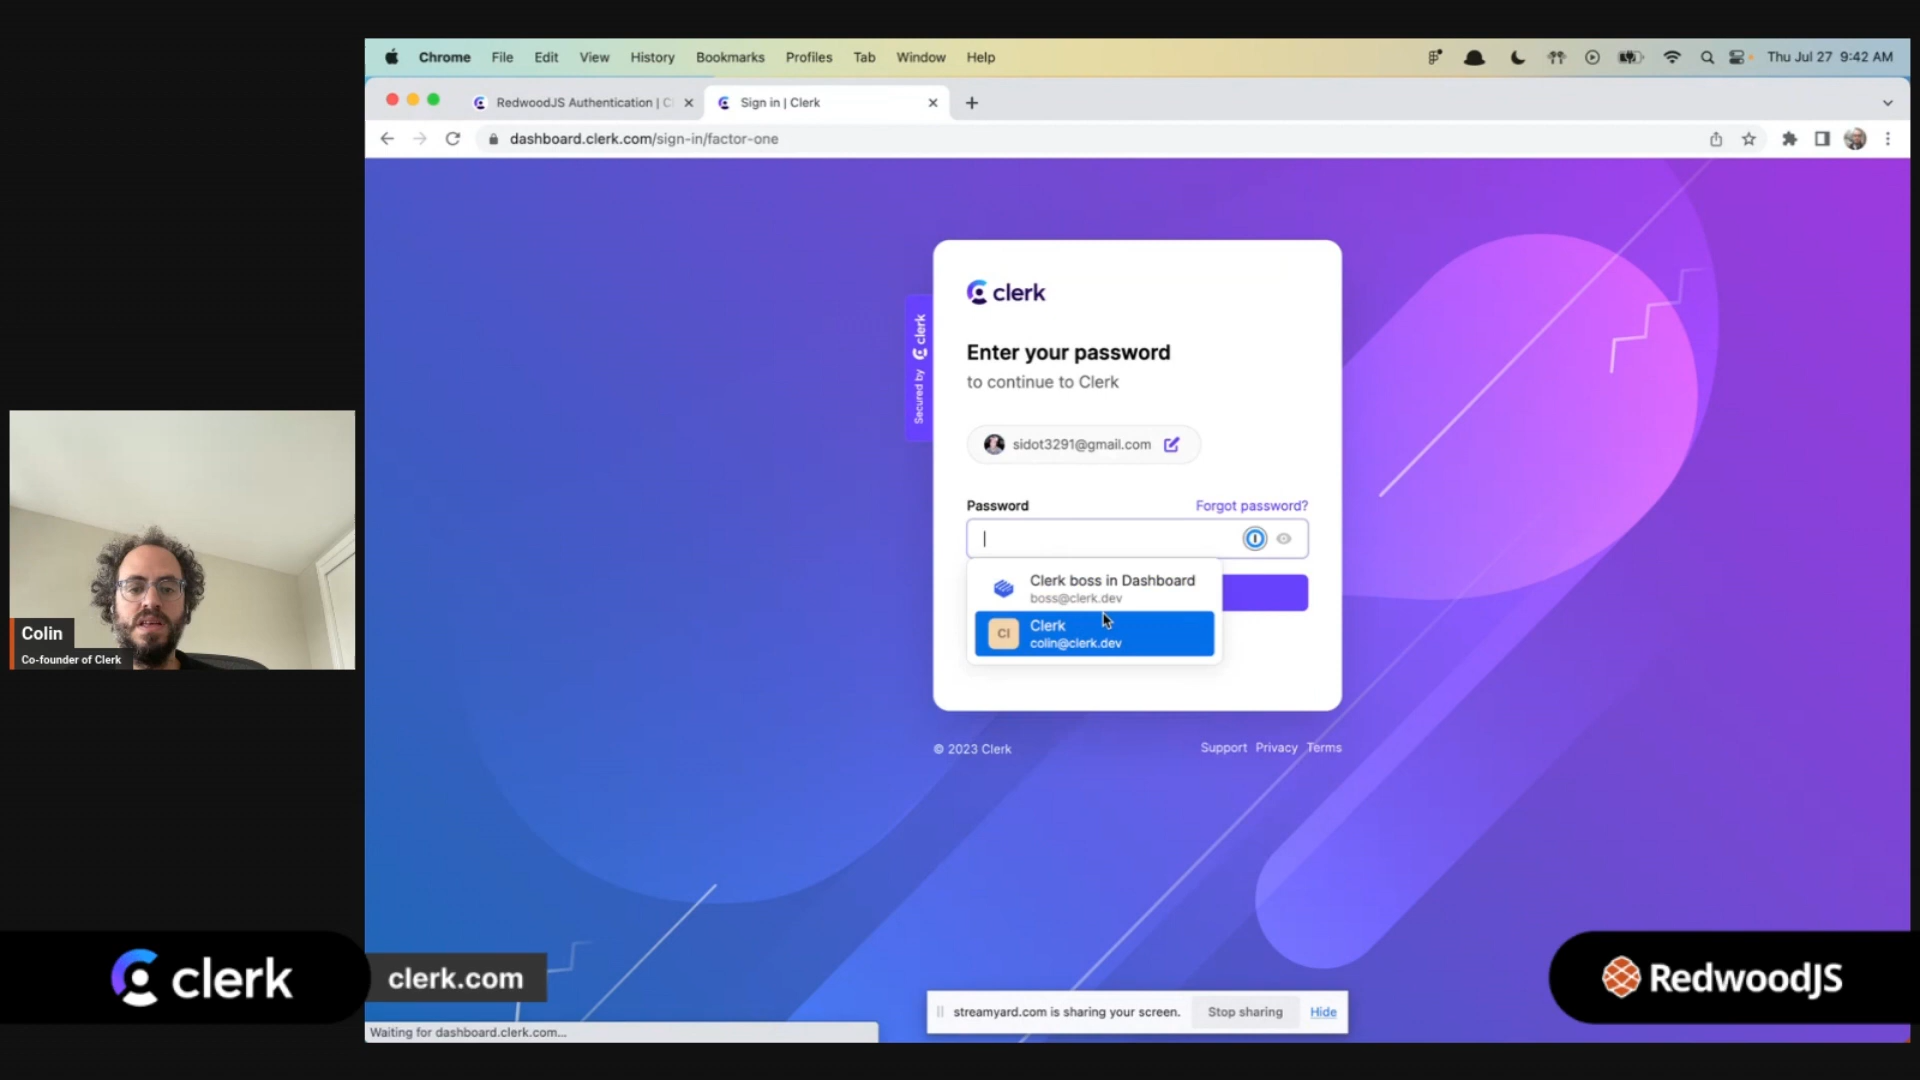 Chrome File Edit View History Bookmarks Profiles Tab Window Help Thu Jul 27 9:42 AM
RedwoodJS Authentication | C
Sign in | Clerk
dashboard.clerk.com/sign-in/factor-one
clerk
Secured by clerk
Enter your password
to continue to Clerk
sidot3291@gmail.com
Password Forgot password?
Clerk boss in Dashboard
boss@clerk.dev
CI
Clerk
colin@clerk.dev
© 2023 Clerk Support Privacy Terms
Colin
Co-founder of Clerk
clerk
clerk.com
RedwoodJS
streamyard.com is sharing your screen. Stop sharing Hide
Waiting for dashboard.clerk.com...